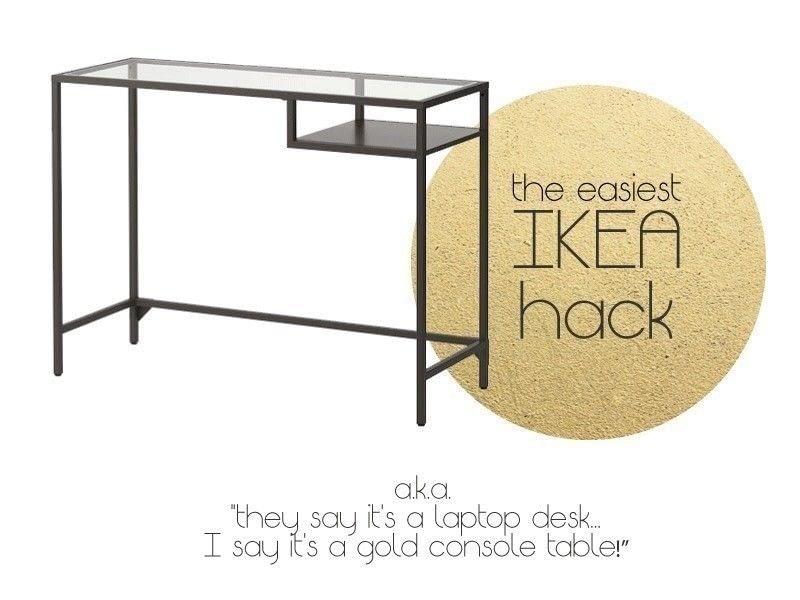 the easiest
IKEA
hack
a.k.a.
"they say it's a laptop desk...
I say it's a gold console table!”